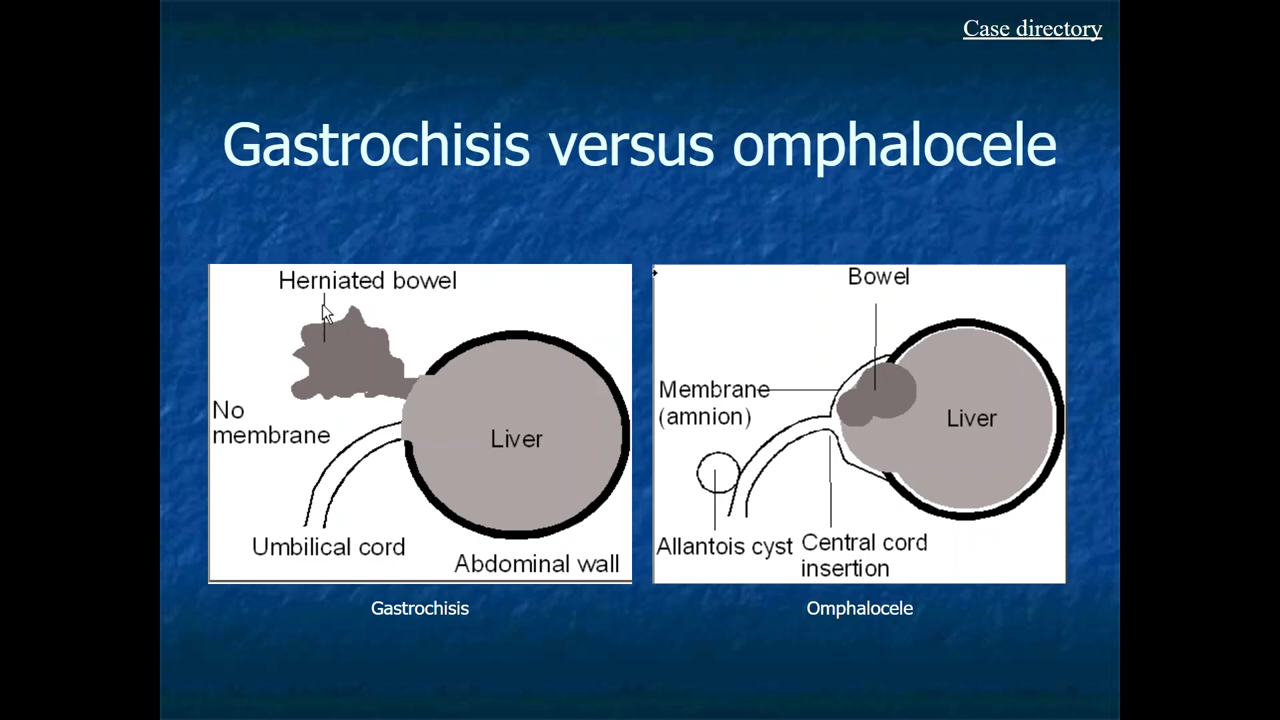 Case directory
Gastrochisis versus omphalocele
Herniated bowel
No
membrane
Liver
Umbilical cord
Abdominal wall
Bowel
Membrane
(amnion)
Liver
Allantois cyst
Central cord
insertion
Gastrochisis
Omphalocele